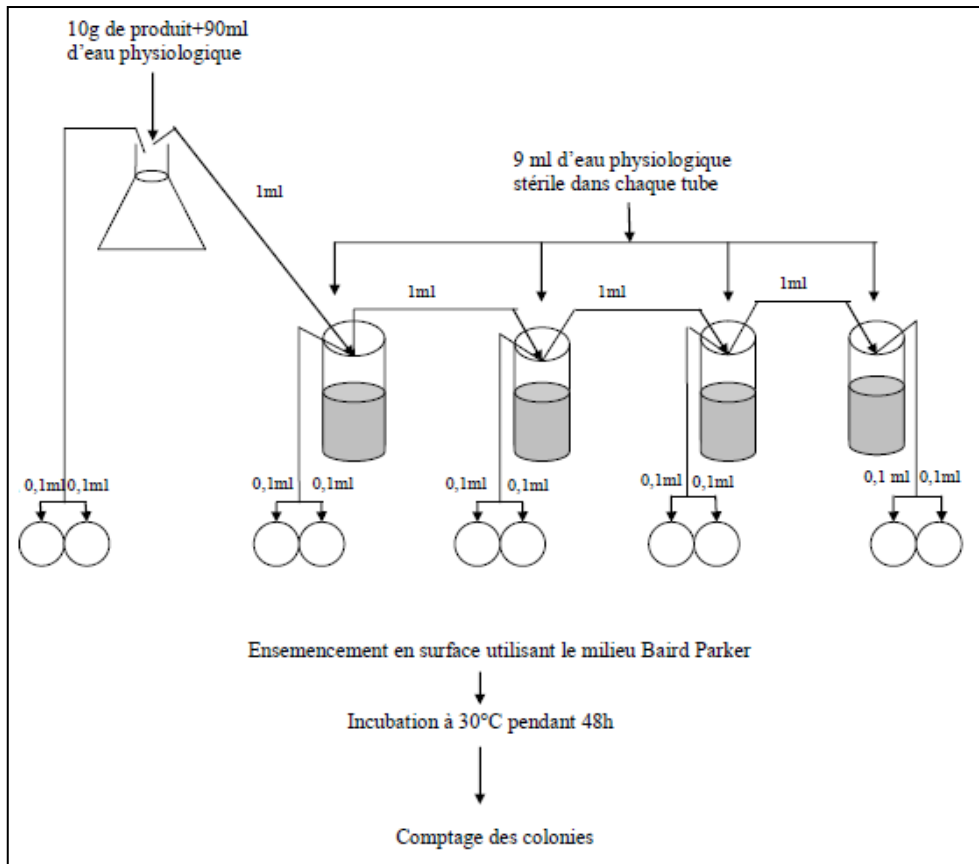 10g de produit+90ml
d'eau physiologique
9 ml d'eau physiologique
stérile dans chaque tube
1ml
1ml
1ml
1ml
0,1ml 0,1ml
0,1ml 0,1ml
0,1ml 0,1ml
0,1ml 0,1ml
0,1 ml 0,1ml
Ensemencement en surface utilisant le milieu Baird Parker
Incubation à 30°C pendant 48h
Comptage des colonies